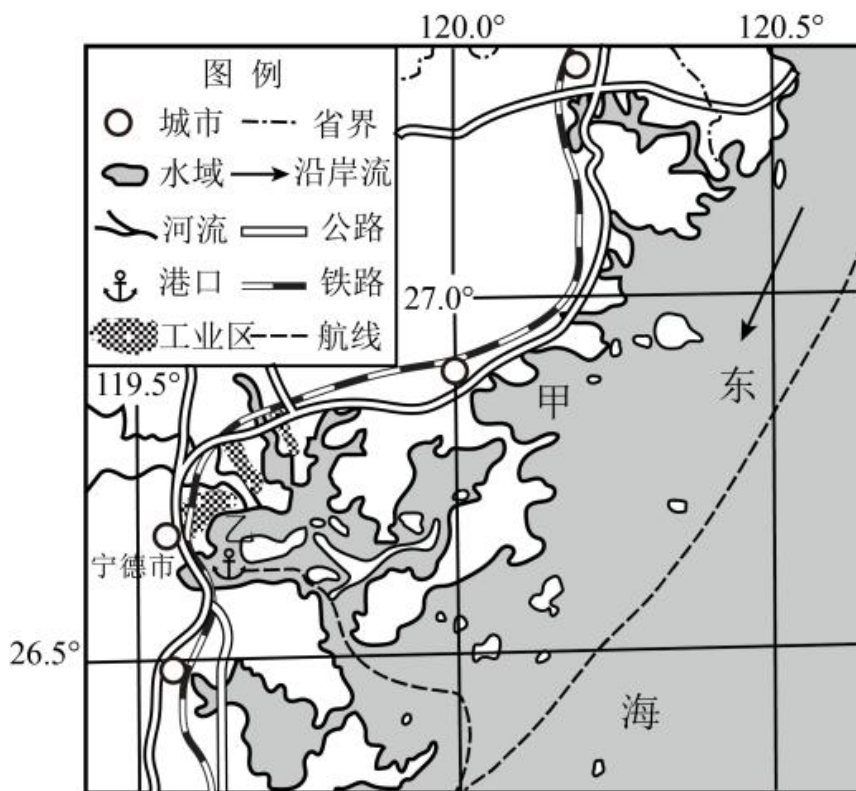 120.0°
120.5°
图例
城市 省界
水域 沿岸流
河流 公路
港口 铁路
工业区 航线
27.0°
119.5°
甲
东
乙
宁德市
26.5°
海